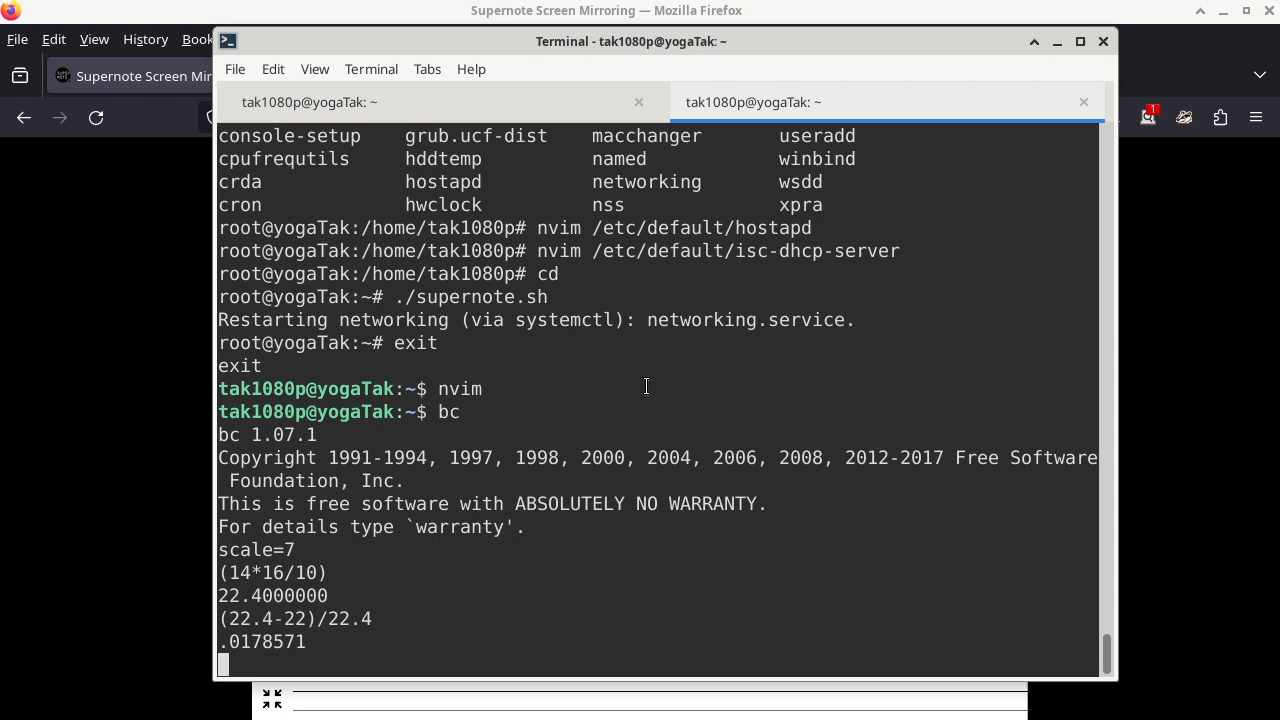 Supernote Screen Mirroring — Mozilla Firefox
File Edit View History Book
Supernote Screen Mir
1
Terminal - tak1080p@yogaTak: ~
File Edit View Terminal Tabs Help
tak1080p@yogaTak: ~ tak1080p@yogaTak: ~
console-setup grub.ucf-dist macchanger useradd
cpufrequtils hddtemp named winbind
crda hostapd networking wsdd
cron hwclock nss xpra
root@yogaTak:/home/tak1080p# nvim /etc/default/hostapd
root@yogaTak:/home/tak1080p# nvim /etc/default/isc-dhcp-server
root@yogaTak:/home/tak1080p# cd
root@yogaTak:~# ./supernote.sh
Restarting networking (via systemctl): networking.service.
root@yogaTak:~# exit
exit
tak1080p@yogaTak:~$ nvim
tak1080p@yogaTak:~$ bc
bc 1.07.1
Copyright 1991-1994, 1997, 1998, 2000, 2004, 2006, 2008, 2012-2017 Free Software
 Foundation, Inc.
This is free software with ABSOLUTELY NO WARRANTY.
For details type `warranty'.
scale=7
(14*16/10)
22.4000000
(22.4-22)/22.4
.0178571